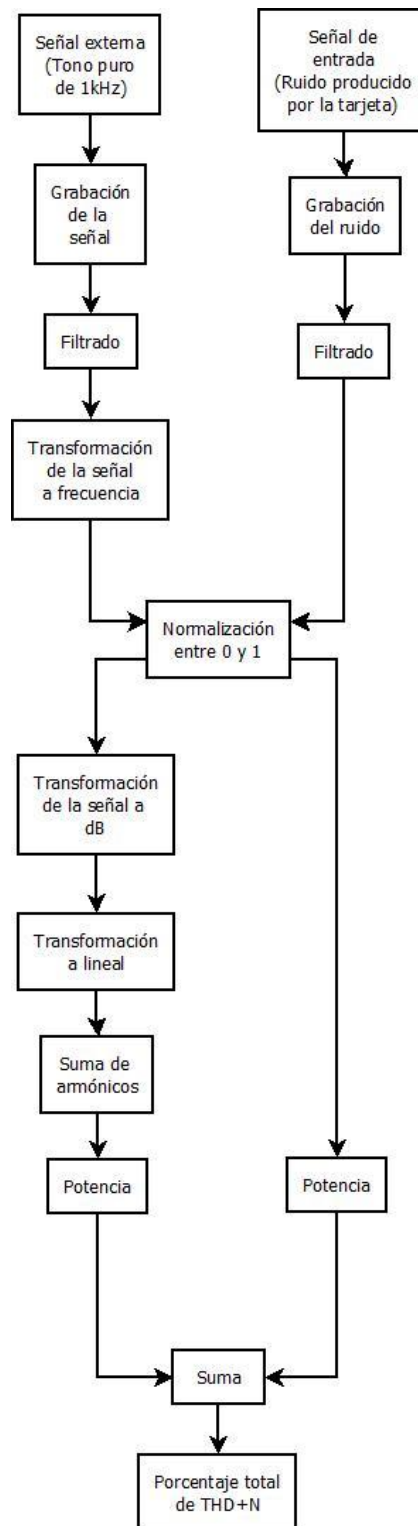 Señal externa
(Tono puro
de 1kHz)
Señal de
entrada
(Ruido producido
por la tarjeta)
Grabación
de la
señal
Grabación
del ruido
Filtrado
Filtrado
Transformación
de la señal
a frecuencia
Normalización
entre 0 y 1
Transformación
de la señal a
dB
Transformación
a lineal
Suma de
armónicos
Potencia
Potencia
Suma
Porcentaje total
de THD+N